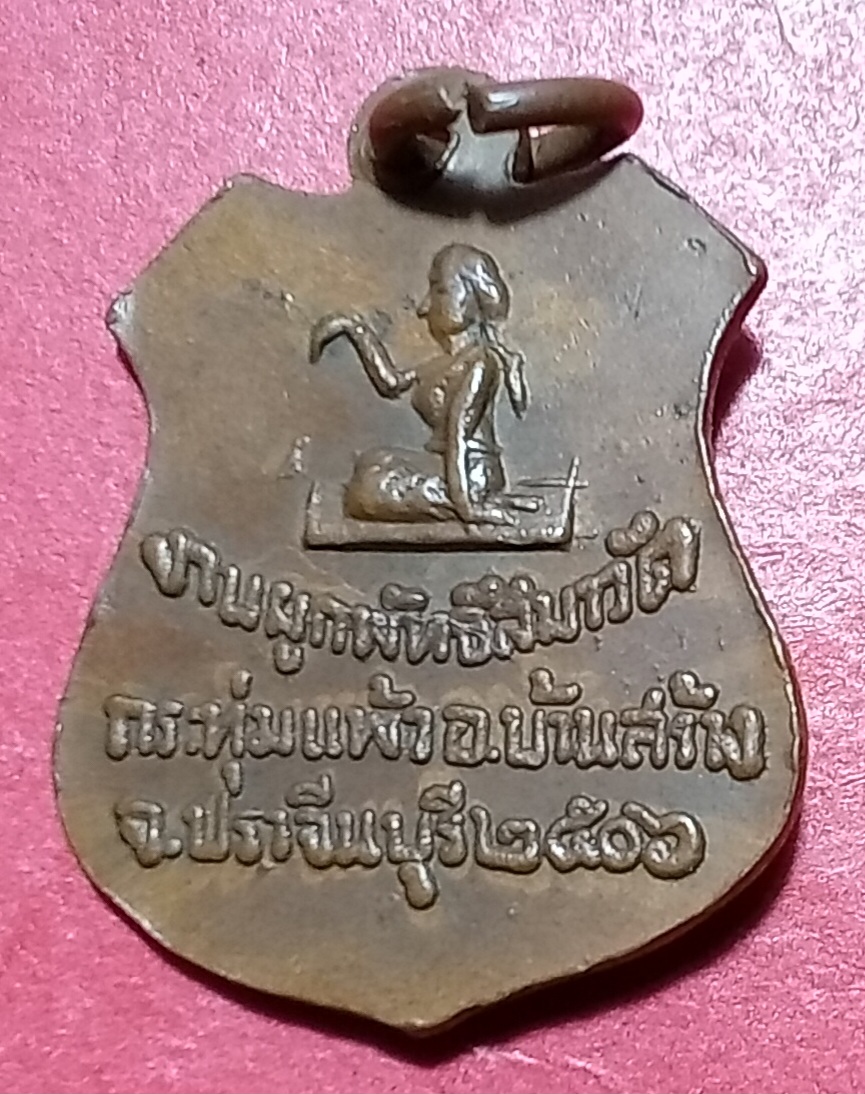 งานผูกพัทธสีมาวัด
กระทุ่มแพ้ว อ.บ้านสร้าง
จ.ปราจีนบุรี ๒๕๐๖